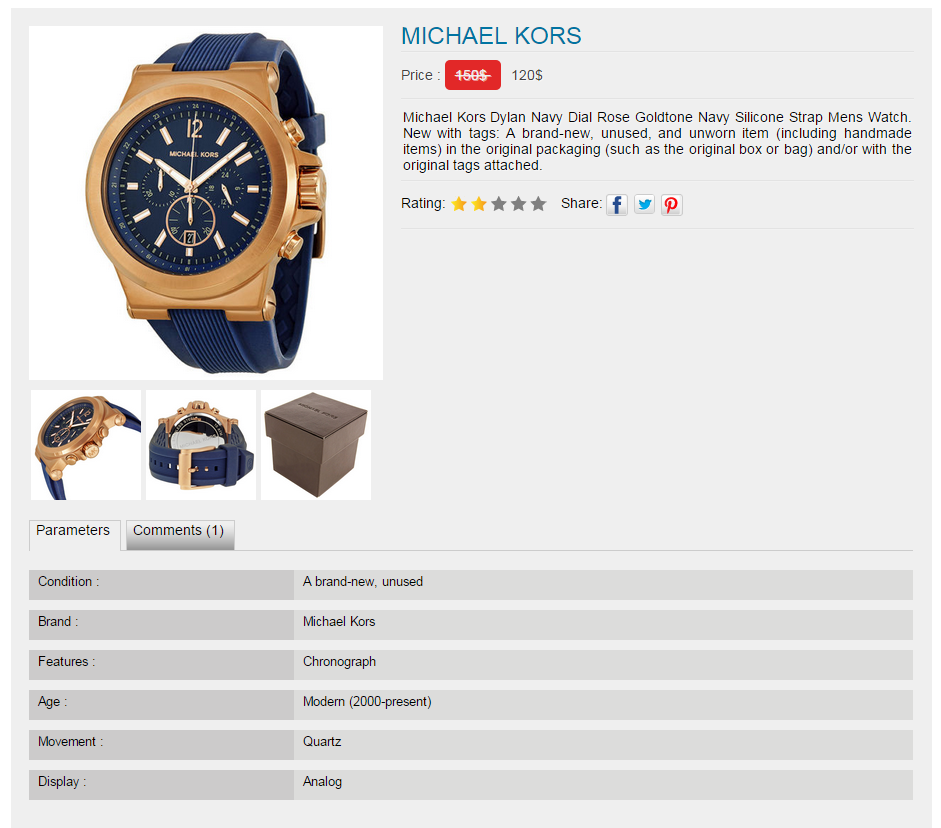 MICHAEL KORS
Price : 150$ 120$
Michael Kors Dylan Navy Dial Rose Goldtone Navy Silicone Strap Mens Watch.
New with tags: A brand-new, unused, and unworn item (including handmade
items) in the original packaging (such as the original box or bag) and/or with the
original tags attached.
Rating: Share:
12
MICHAEL KORS
24
Parameters Comments (1)
Condition : A brand-new, unused
Brand : Michael Kors
Features : Chronograph
Age : Modern (2000-present)
Movement : Quartz
Display : Analog